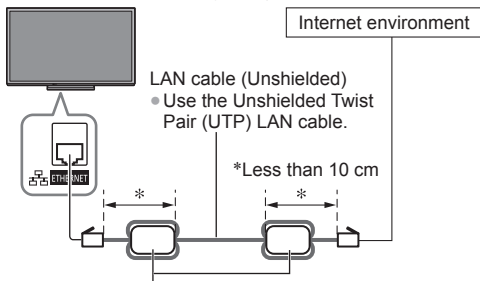 Internet environment
LAN cable (Unshielded)
● Use the Unshielded Twist
Pair (UTP) LAN cable.
*Less than 10 cm
ETHERNET
* *